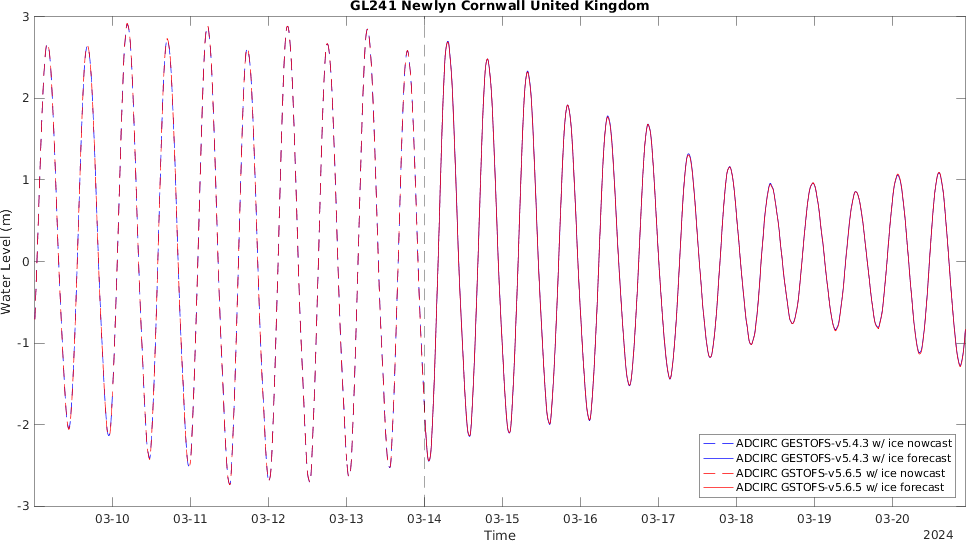 GL241 Newlyn Cornwall United Kingdom
3
2
1
0
-1
-2
-3
Water Level (m)
03-10
03-11
03-12
03-13
03-14
03-15
03-16
03-17
03-18
03-19
03-20
Time
2024
ADCIRC GESTOFS-v5.4.3 w/ ice nowcast
ADCIRC GESTOFS-v5.4.3 w/ ice forecast
ADCIRC GSTOFS-v5.6.5 w/ ice nowcast
ADCIRC GSTOFS-v5.6.5 w/ ice forecast